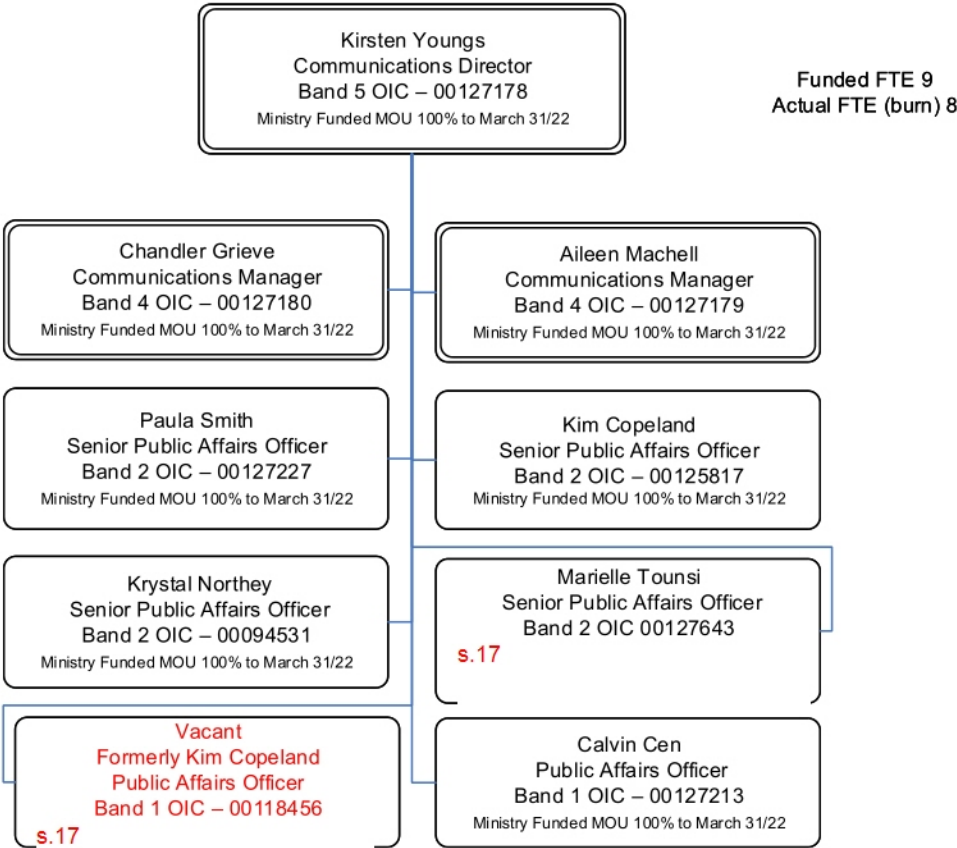 Kirsten Youngs
Communications Director
Band 5 OIC – 00127178
Ministry Funded MOU 100% to March 31/22
Funded FTE 9
Actual FTE (burn) 8
Chandler Grieve
Communications Manager
Band 4 OIC – 00127180
Ministry Funded MOU 100% to March 31/22
Aileen Machell
Communications Manager
Band 4 OIC – 00127179
Ministry Funded MOU 100% to March 31/22
Paula Smith
Senior Public Affairs Officer
Band 2 OIC – 00127227
Ministry Funded MOU 100% to March 31/22
Kim Copeland
Senior Public Affairs Officer
Band 2 OIC – 00125817
Ministry Funded MOU 100% to March 31/22
Krystal Northey
Senior Public Affairs Officer
Band 2 OIC – 00094531
Ministry Funded MOU 100% to March 31/22
Marielle Tounsi
Senior Public Affairs Officer
Band 2 OIC 00127643
s.17
Vacant
Formerly Kim Copeland
Public Affairs Officer
Band 1 OIC – 00118456
s.17
Calvin Cen
Public Affairs Officer
Band 1 OIC – 00127213
Ministry Funded MOU 100% to March 31/22